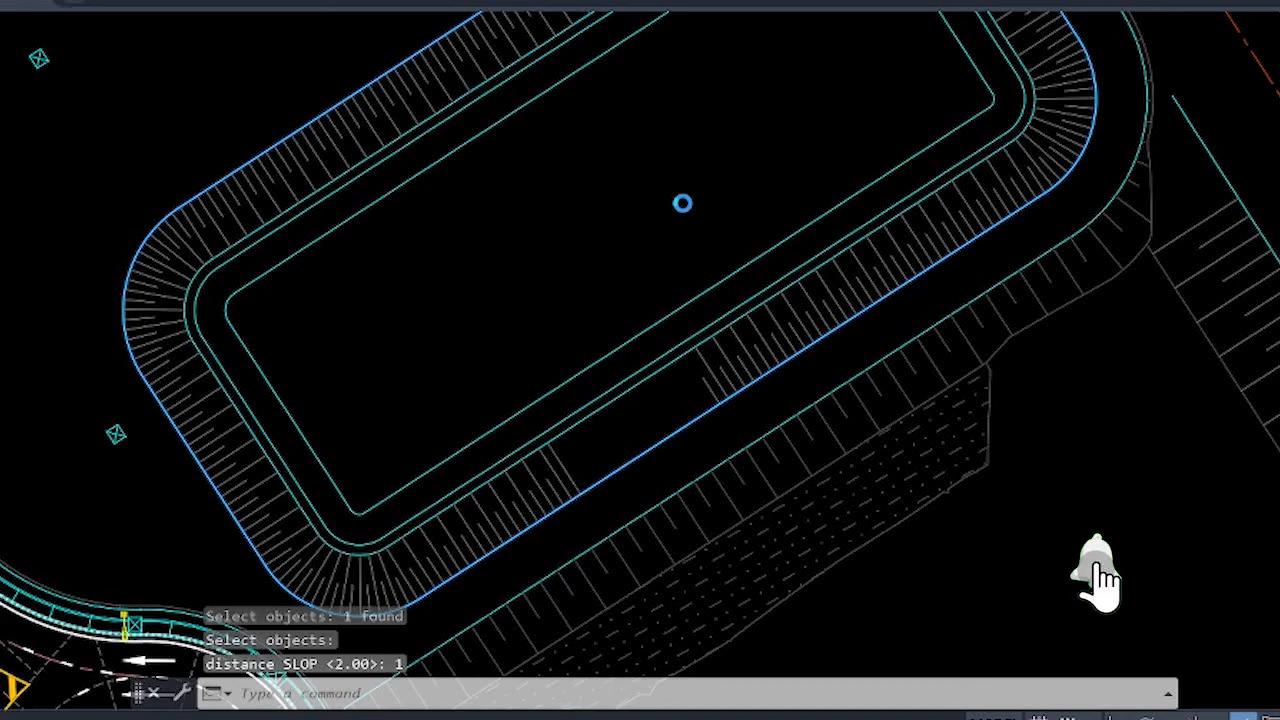 Select objects: 1 found
Select objects:
distance SLOP <2.00>: 1
Type a command